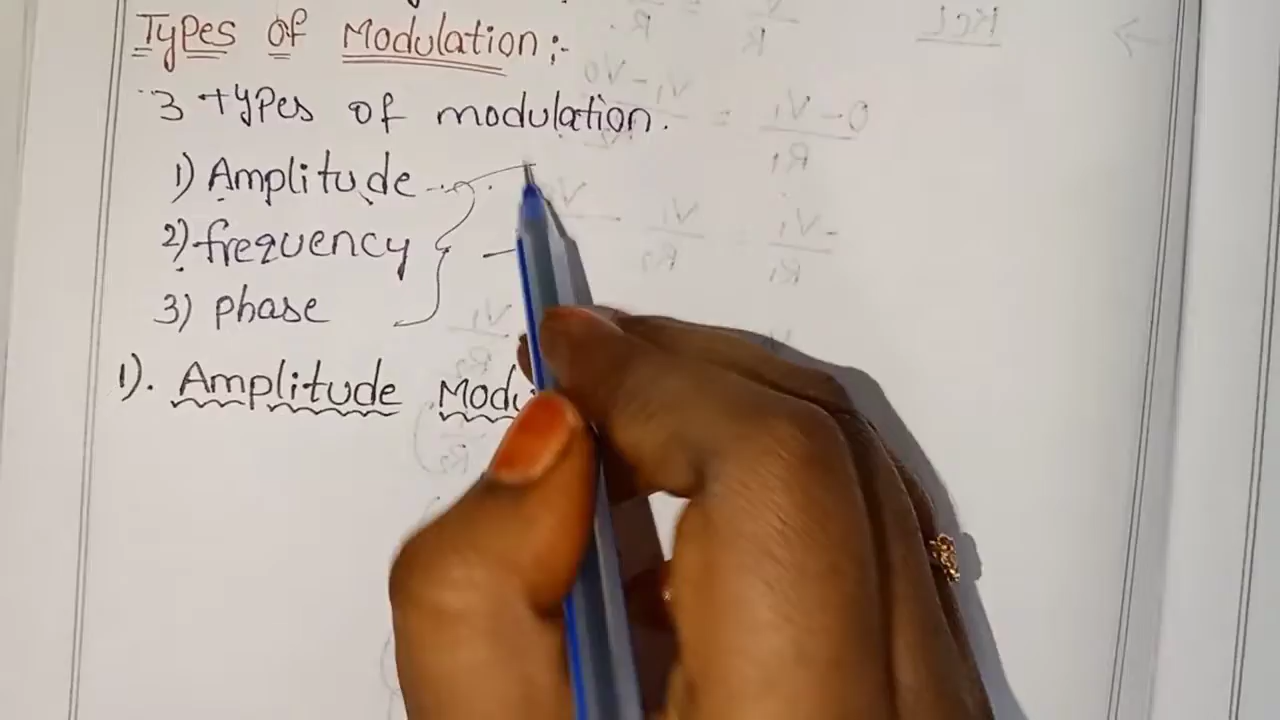 Types of Modulation:-
3 types of modulation.
1) Amplitude
2) frequency
3) phase
1). Amplitude